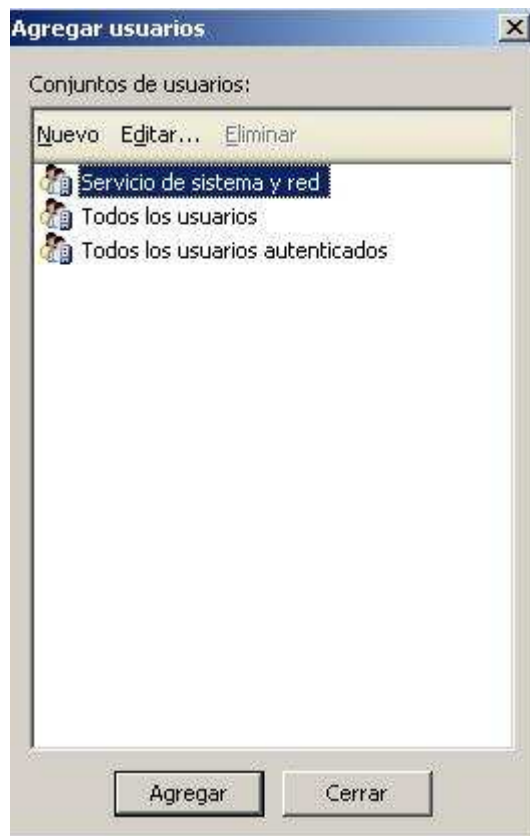 Agregar usuarios
Conjuntos de usuarios:
Nuevo Editar... Eliminar
Servicio de sistema y red
Todos los usuarios
Todos los usuarios autenticados
Agregar Cerrar